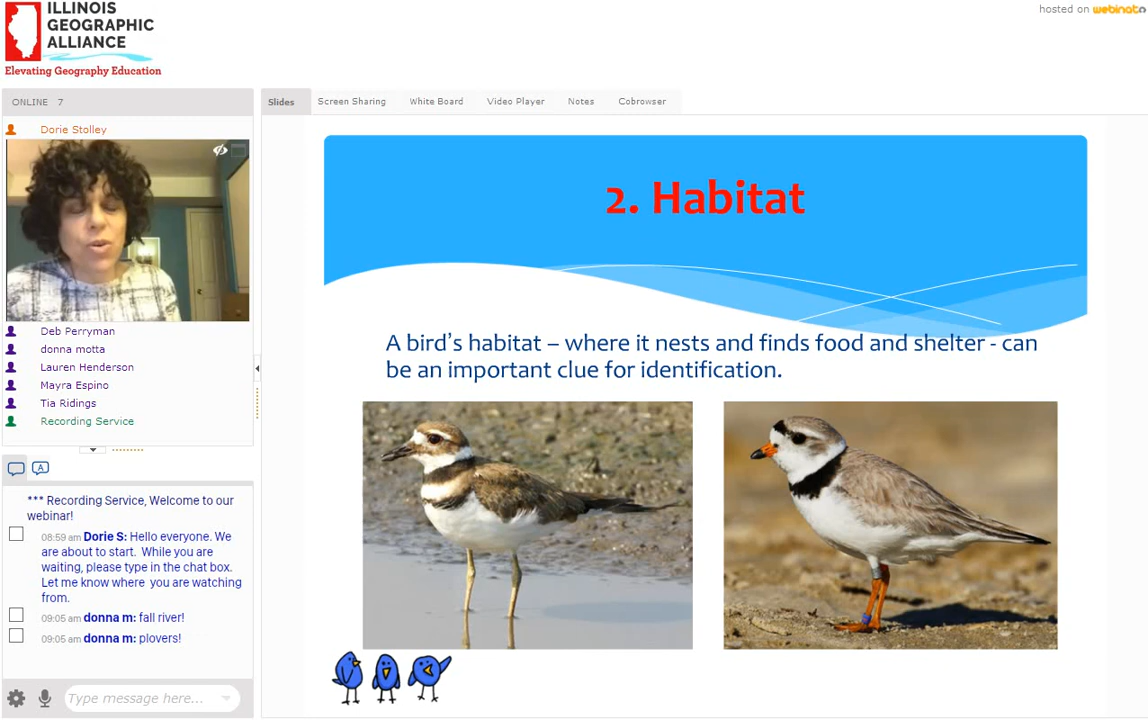 ILLINOIS
GEOGRAPHIC
ALLIANCE
Elevating Geography Education
hosted on webinato
ONLINE 7
Dorie Stolley
Deb Perryman
donna motta
Lauren Henderson
Mayra Espino
Tia Ridings
Recording Service
A
*** Recording Service, Welcome to our
webinar!
08:59 am Dorie S: Hello everyone. We
are about to start. While you are
waiting, please type in the chat box.
Let me know where you are watching
from.
09:05 am donna m: fall river!
09:05 am donna m: plovers!
Type message here...
Slides Screen Sharing White Board Video Player Notes Cobrowser
2. Habitat
A bird's habitat – where it nests and finds food and shelter - can
be an important clue for identification.